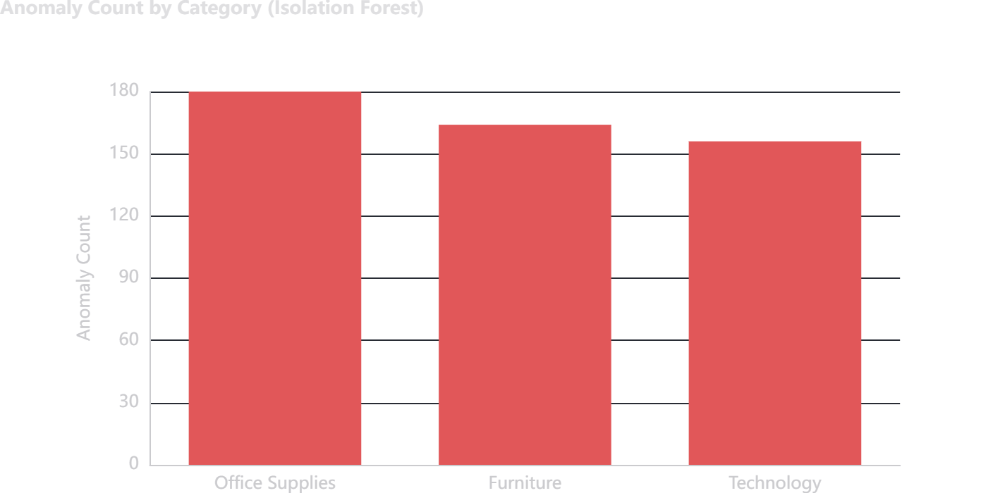 Anomaly Count by Category (Isolation Forest)
180
150
120
90
60
30
0
Anomaly Count
Office Supplies
Furniture
Technology